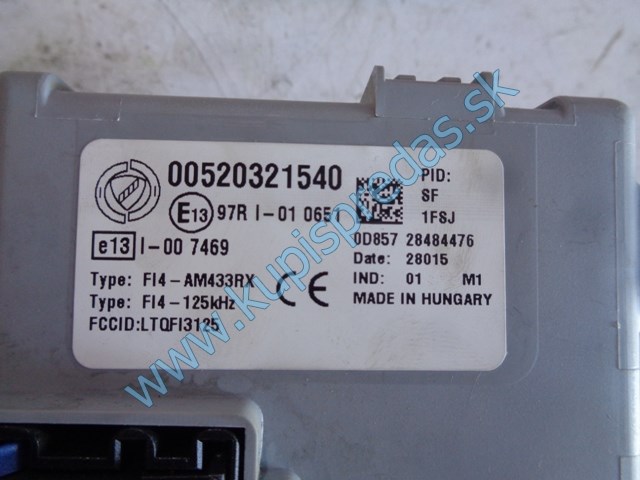 00520321540
E13 97R I-01 0651
e13 I-00 7469
Type: FI4-AM433RX
Type: FI4-125kHz
FCCID:LTQFI3125
CE
PID:
SF
1FSJ
0D857 28484476
Date: 28015
IND: 01 M1
MADE IN HUNGARY
www.kupispredas.sk